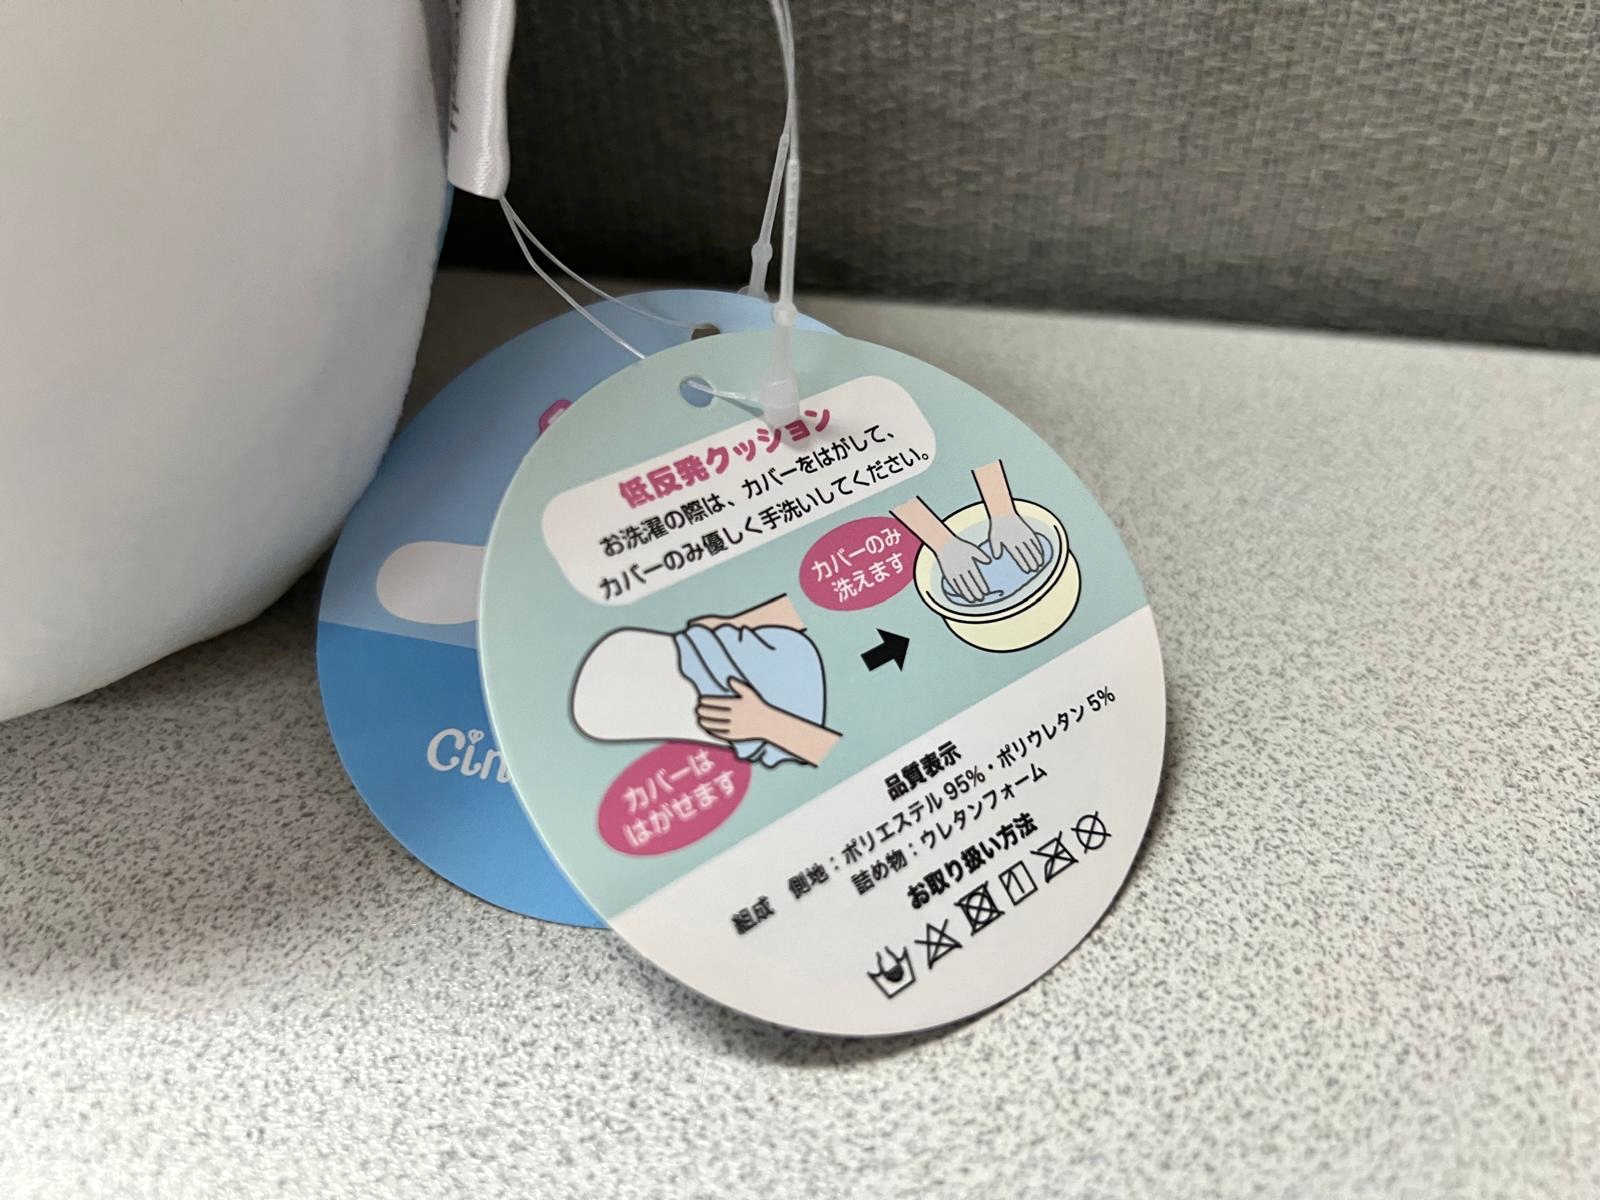 低反発クッション
お洗濯の際は、カバーをはがして、
カバーのみ優しく手洗いしてください。
カバーのみ
洗えます
カバーは
はがせます
品質表示
組成 側地：ポリエステル 95%・ポリウレタン 5%
詰め物：ウレタンフォーム
お取り扱い方法
Cin